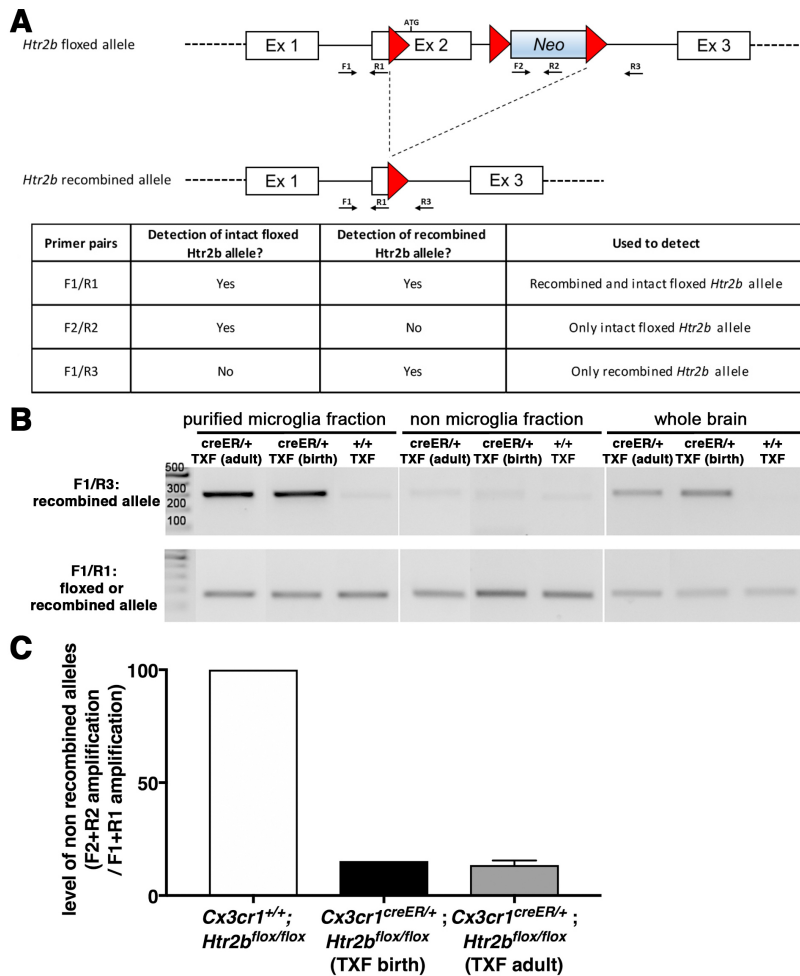 A
Htr2b floxed allele
Ex 1
ATG
Ex 2
Neo
Ex 3
F1
R1
F2
R2
R3
Htr2b recombined allele
Ex 1
Ex 3
F1
R1
R3
Primer pairs
Detection of intact floxed
Htr2b allele?
Detection of recombined
Htr2b allele?
Used to detect
F1/R1
Yes
Yes
Recombined and intact floxed Htr2b allele
F2/R2
Yes
No
Only intact floxed Htr2b allele
F1/R3
No
Yes
Only recombined Htr2b allele
B
purified microglia fraction
non microglia fraction
whole brain
creER/+ creER/+ +/+ creER/+ creER/+ +/+ creER/+ creER/+ +/+
TXF (adult) TXF (birth) TXF TXF (adult) TXF (birth) TXF TXF (adult) TXF (birth) TXF
F1/R3:
recombined allele
500
300
200
100
F1/R1:
floxed or
recombined allele
C
level of non recombined alleles
(F2+R2 amplification
/ F1+R1 amplification)
100
50
0
Cx3cr1+/+;
Htr2bflox/flox
Cx3cr1creER/+ ;
Htr2bflox/flox
(TXF birth)
Cx3cr1creER/+ ;
Htr2bflox/flox
(TXF adult)